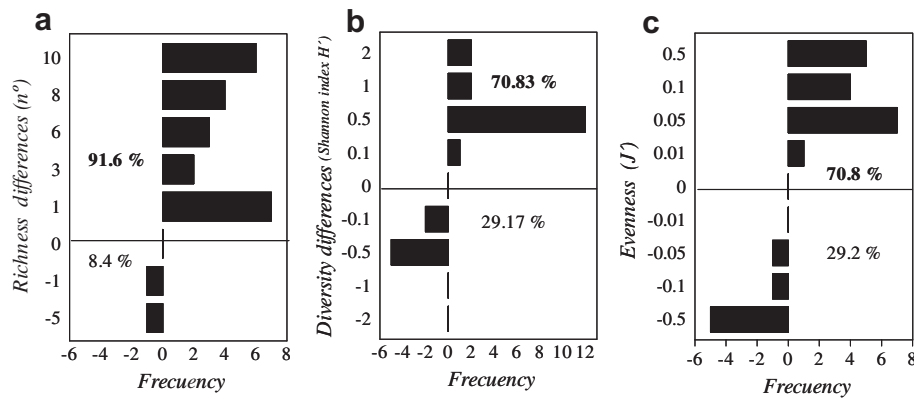 a
Richness differences (nº)
10
8
6
3
1
0
-1
-5
91.6 %
8.4 %
-6 -4 -2 0 2 4 6 8
Frecuency
b
Diversity differences (Shannon index H´)
2
1
0.5
0.1
0
-0.1
-0.5
-1
-2
70.83 %
29.17 %
-6 -4 -2 0 2 4 6 8 10 12
Frecuency
c
Evenness (J´)
0.5
0.1
0.05
0.01
0
-0.01
-0.05
-0.1
-0.5
70.8 %
29.2 %
-6 -4 -2 0 2 4 6 8
Frecuency